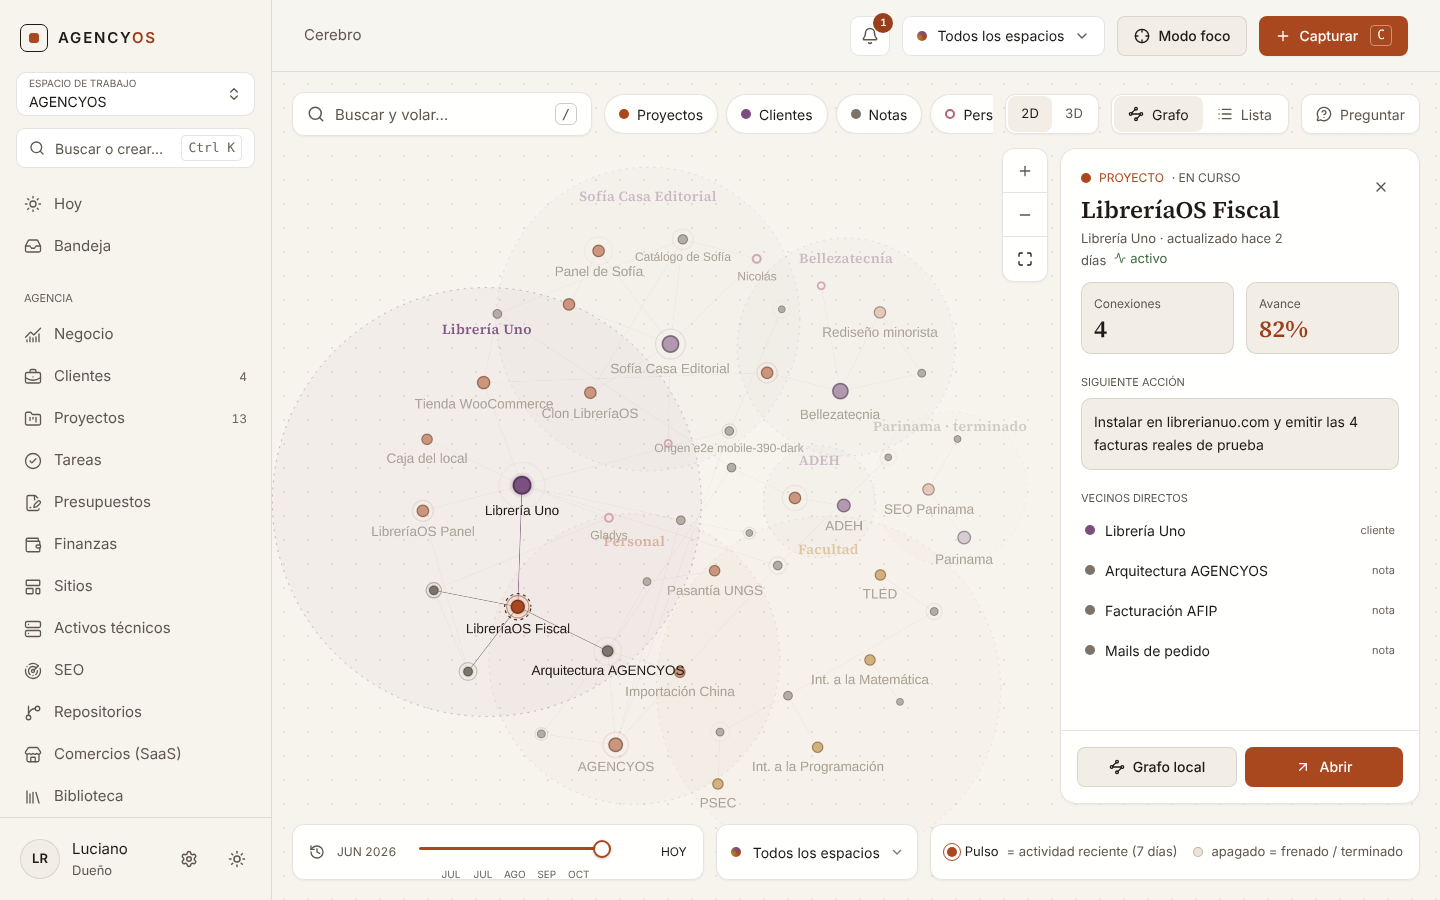 AGENCYOS
ESPACIO DE TRABAJO
AGENCYOS
Buscar o crear...
Ctrl K
Hoy
Bandeja
AGENCIA
Negocio
Clientes
4
Proyectos
13
Tareas
Presupuestos
Finanzas
Sitios
Activos técnicos
SEO
Repositorios
Comercios (SaaS)
Biblioteca
LR
Luciano
Dueño
Cerebro
1
Todos los espacios
Modo foco
Capturar
C
Buscar y volar...
/
Proyectos
Clientes
Notas
Pers
2D
3D
Grafo
Lista
Preguntar
Sofía Casa Editorial
Catálogo de Sofía
Panel de Sofía
Nicolás
Bellezatecnía
Librería Uno
Rediseño minorista
Sofía Casa Editorial
Tienda WooCommerce
Clon LibreríaOS
Bellezatecnia
Parinama · terminado
Origen e2e mobile-390-dark
Caja del local
ADEH
Librería Uno
SEO Parinama
LibreríaOS Panel
ADEH
Gladys
Personal
Facultad
Parinama
Pasantía UNGS
TLED
LibreríaOS Fiscal
Arquitectura AGENCYOS
Importación China
Int. a la Matemática
AGENCYOS
Int. a la Programación
PSEC
PROYECTO · EN CURSO
LibreríaOS Fiscal
Librería Uno · actualizado hace 2
días activo
Conexiones
4
Avance
82%
SIGUIENTE ACCIÓN
Instalar en librerianuo.com y emitir las 4
facturas reales de prueba
VECINOS DIRECTOS
Librería Uno
cliente
Arquitectura AGENCYOS
nota
Facturación AFIP
nota
Mails de pedido
nota
Grafo local
Abrir
JUN 2026
HOY
JUL JUL AGO SEP OCT
Todos los espacios
Pulso = actividad reciente (7 días)
apagado = frenado / terminado